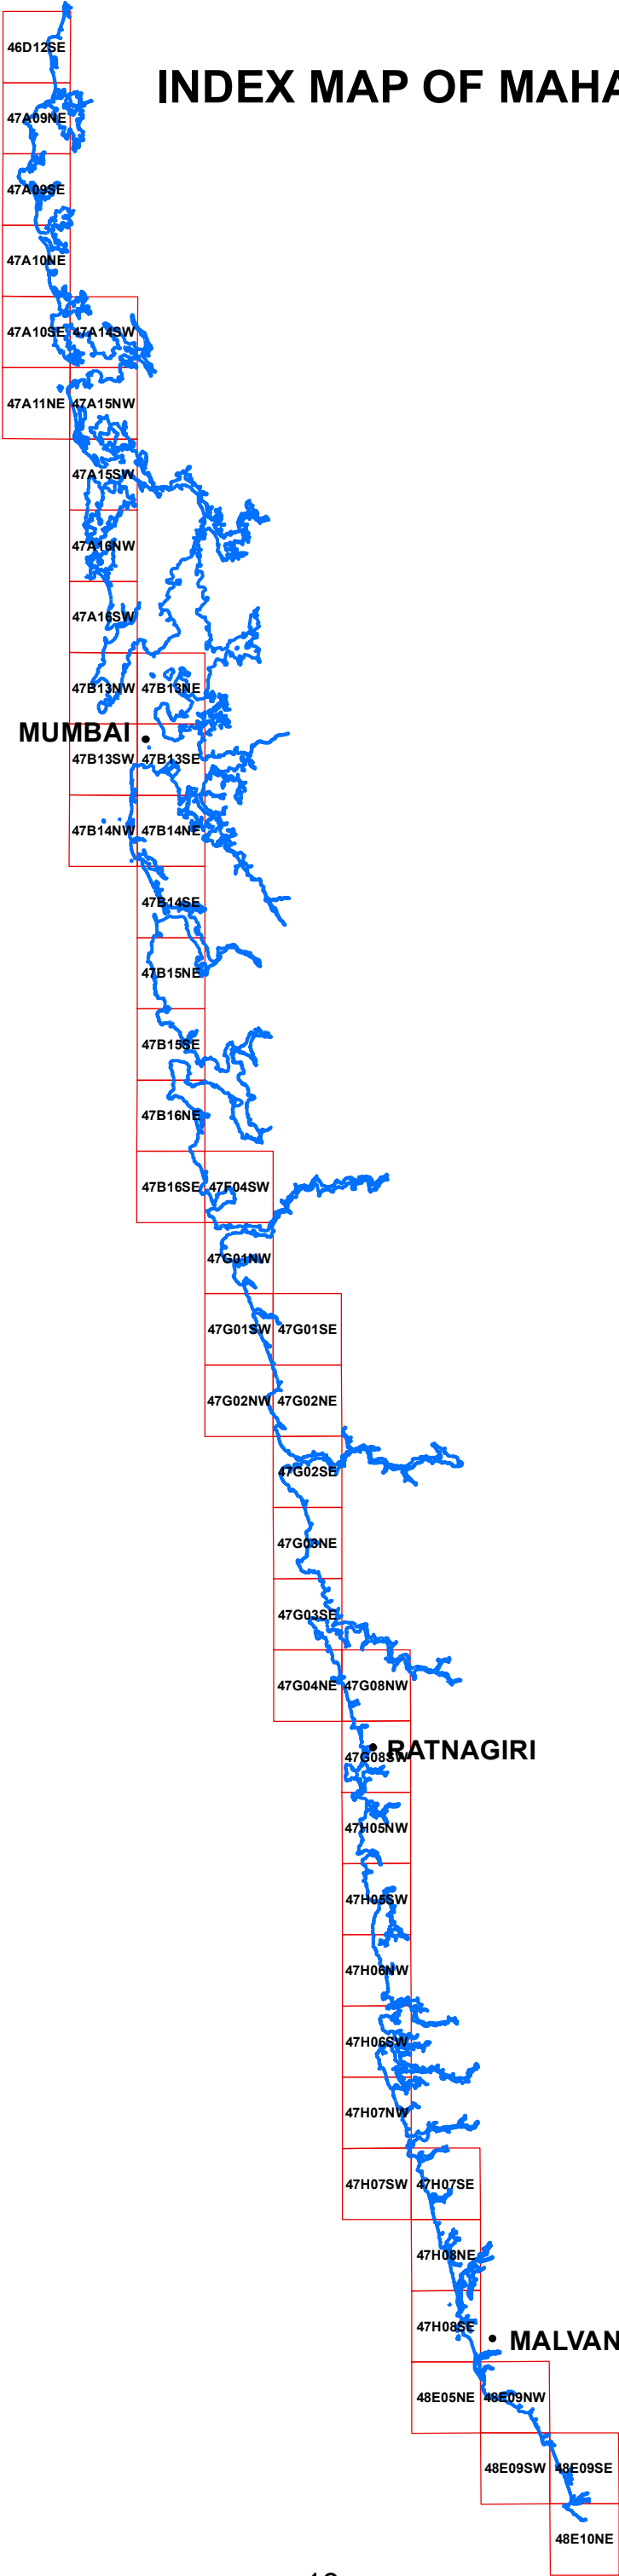 46D12SE
INDEX MAP OF MAHA
47A09NE
47A09SE
47A10NE
47A10SE 47A14SW
47A11NE 47A15NW
47A15SW
47A16NW
47A16SW
47B13NW 47B13NE
MUMBAI
47B13SW 47B13SE
47B14NW 47B14NE
47B14SE
47B15NE
47B15SE
47B16NE
47B16SE 47F04SW
47G01NW
47G01SW 47G01SE
47G02NW 47G02NE
47G02SE
47G03NE
47G03SE
47G04NE 47G08NW
RATNAGIRI
47G08SW
47H05NW
47H05SW
47H06NW
47H06SW
47H07NW
47H07SW 47H07SE
47H08NE
47H08SE
MALVAN
48E05NE 48E09NW
48E09SW 48E09SE
48E10NE